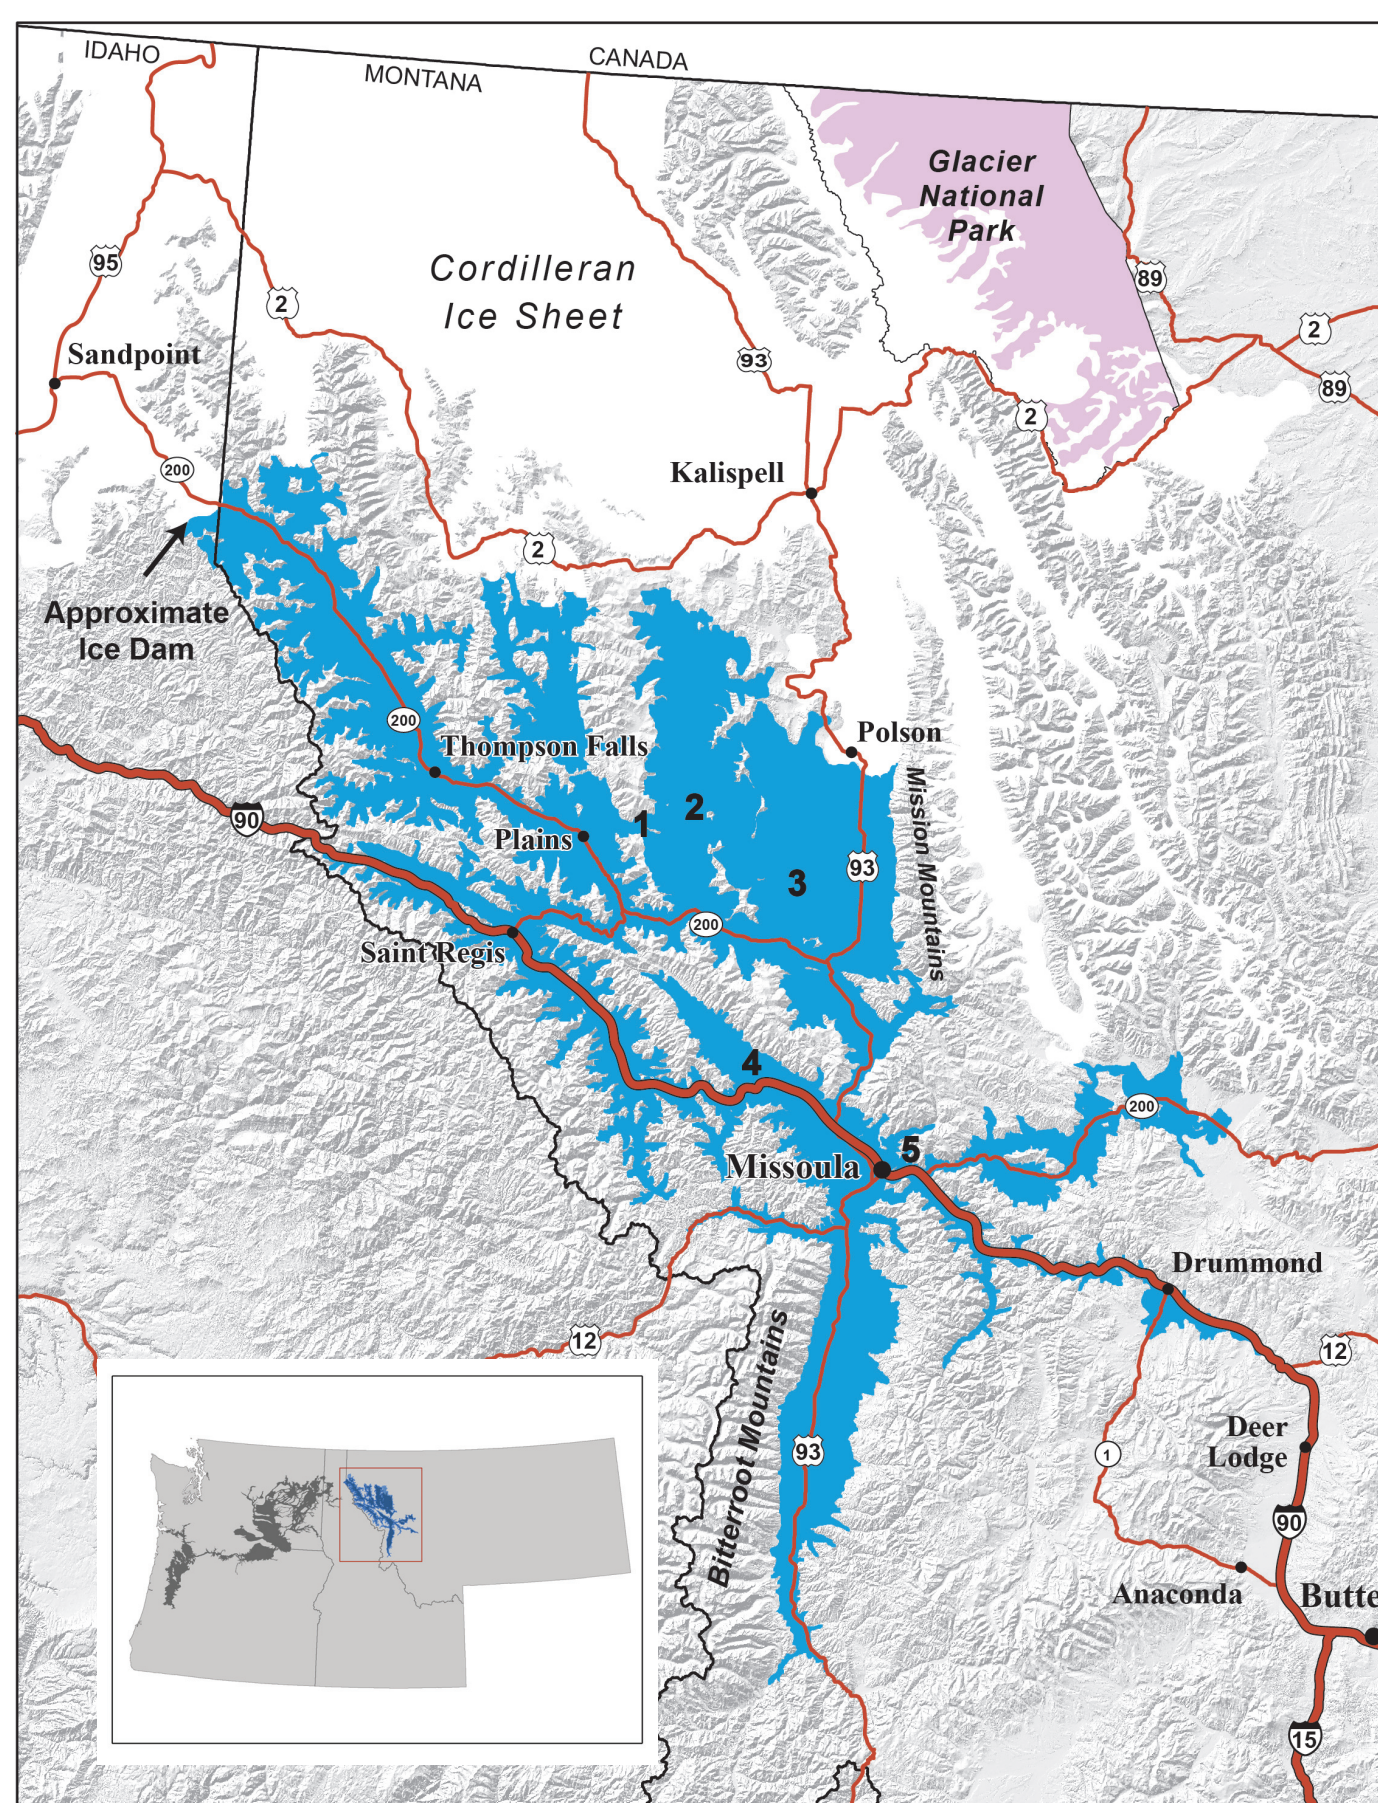 IDAHO
MONTANA
CANADA
Glacier
National
Park
Cordilleran
Ice Sheet
95
2
89
2
93
89
2
Sandpoint
200
Kalispell
2
Approximate
Ice Dam
200
Thompson Falls
Polson
Mission Mountains
90
Plains
1
2
3
93
Saint Regis
200
4
200
5
Missoula
Drummond
12
12
Bitterroot Mountains
93
1
Deer
Lodge
90
Anaconda
Butte
15